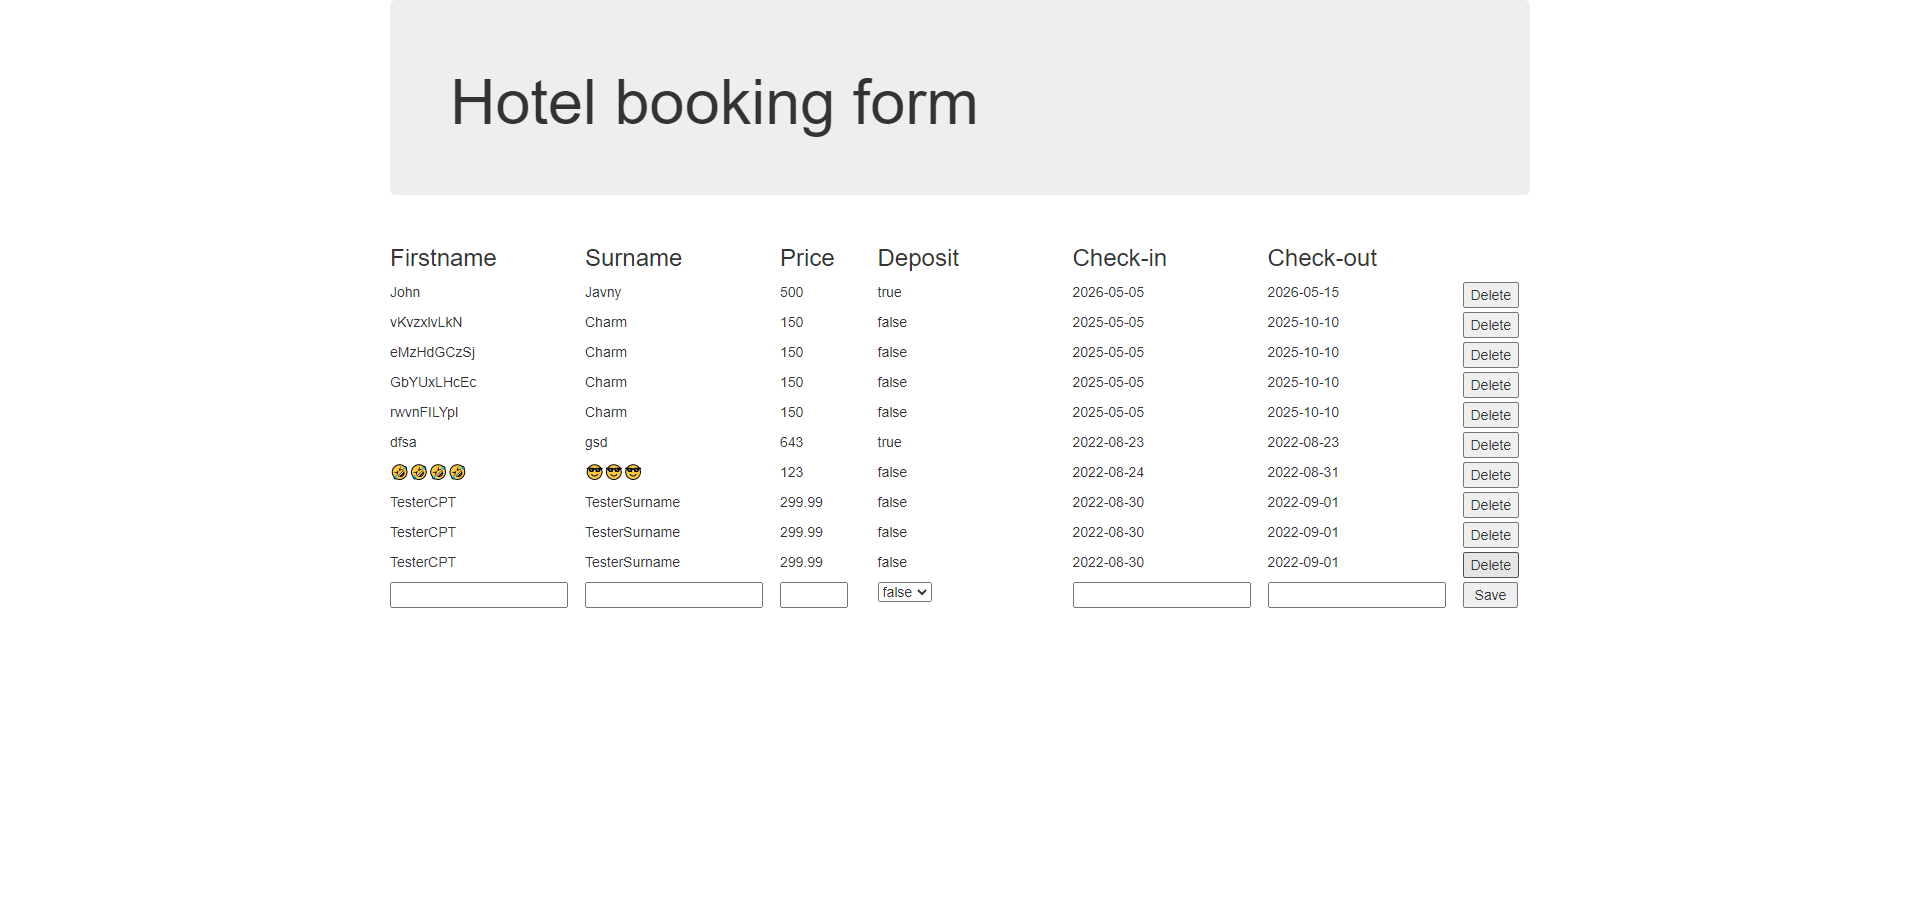 Hotel booking form
Firstname Surname Price Deposit Check-in Check-out
John Javny 500 true 2026-05-05 2026-05-15 Delete
vKvzxIvLkN Charm 150 false 2025-05-05 2025-10-10 Delete
eMzHdGCzSj Charm 150 false 2025-05-05 2025-10-10 Delete
GbYUxLHcEc Charm 150 false 2025-05-05 2025-10-10 Delete
rwvnFILYpI Charm 150 false 2025-05-05 2025-10-10 Delete
dfsa gsd 643 true 2022-08-23 2022-08-23 Delete
🤣🤣🤣🤣 😎😎😎 123 false 2022-08-24 2022-08-31 Delete
TesterCPT TesterSurname 299.99 false 2022-08-30 2022-09-01 Delete
TesterCPT TesterSurname 299.99 false 2022-08-30 2022-09-01 Delete
TesterCPT TesterSurname 299.99 false 2022-08-30 2022-09-01 Delete
false Save